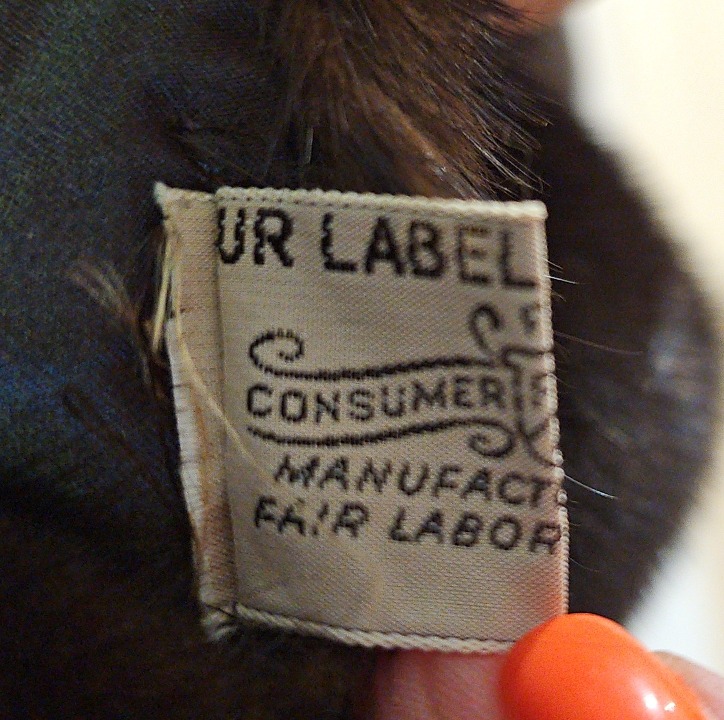 UR LABEL
CONSUMER
MANUFACT
FAIR LABOR